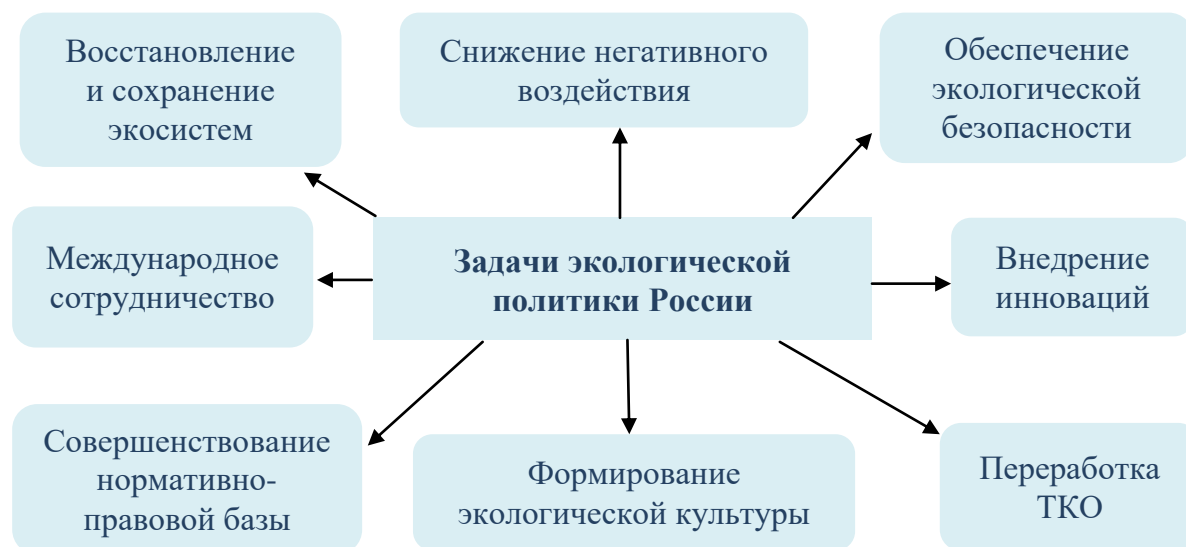 Восстановление
и сохранение
экосистем
Снижение негативного
воздействия
Обеспечение
экологической
безопасности
Международное
сотрудничество
Задачи экологической
политики России
Внедрение
инноваций
Совершенствование
нормативно-
правовой базы
Формирование
экологической культуры
Переработка
ТКО